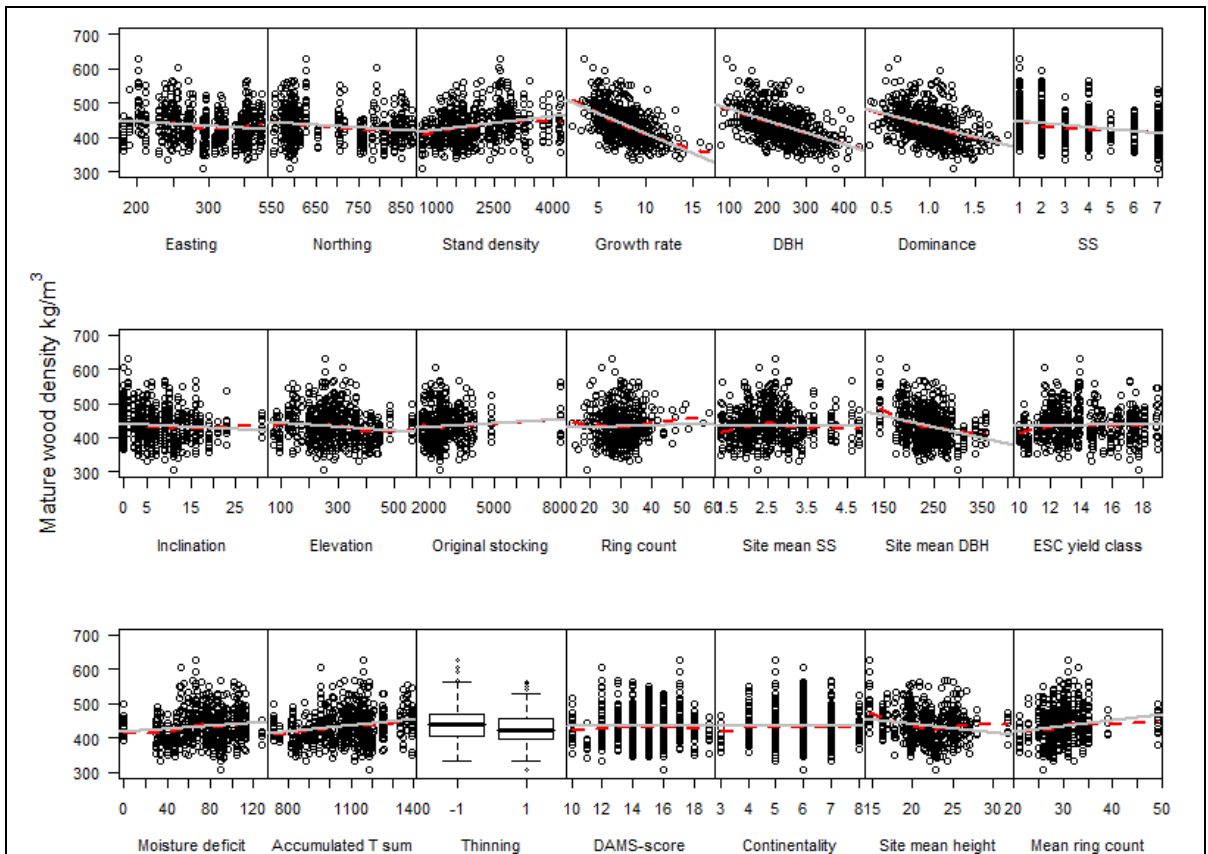 700
600
500
400
300
200 300 550 650 750 850 1000 2500 4000 5 10 15 100 200 300 400 0.5 1.0 1.5 1 2 3 4 5 6 7
Easting Northing Stand density Growth rate DBH Dominance SS
Mature wood density kg/m³
700
600
500
400
300
0 5 15 25 100 300 500 2000 5000 8000 20 30 40 50 60 1.5 2.5 3.5 4.5 150 250 350 10 12 14 16 18
Inclination Elevation Original stocking Ring count Site mean SS Site mean DBH ESC yield class
700
600
500
400
300
0 40 80 120 800 1100 1400 -1 1 10 12 14 16 18 3 4 5 6 7 8 15 20 25 30 20 30 40 50
Moisture deficit Accumulated T sum Thinning DAMS-score Continentality Site mean height Mean ring count